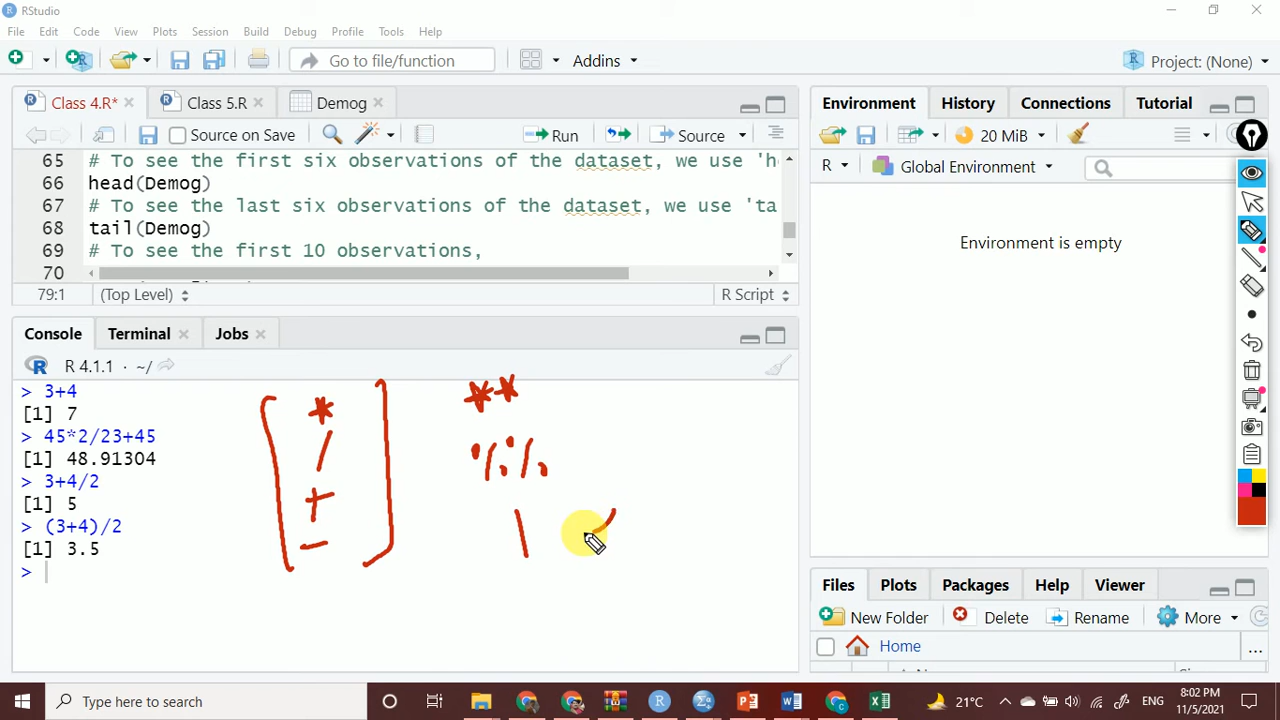 RStudio
File Edit Code View Plots Session Build Debug Profile Tools Help
Go to file/function Addins Project: (None)
Class 4.R* Class 5.R Demog
Source on Save Run Source
65 # To see the first six observations of the dataset, we use 'he
66 head(Demog)
67 # To see the last six observations of the dataset, we use 'ta
68 tail(Demog)
69 # To see the first 10 observations,
70
79:1 (Top Level) R Script
Console Terminal Jobs
R 4.1.1 · ~/
> 3+4
[1] 7
> 45*2/23+45
[1] 48.91304
> 3+4/2
[1] 5
> (3+4)/2
[1] 3.5
>
*
/
+
-
**
%%
Environment History Connections Tutorial
20 MiB
R Global Environment
Environment is empty
Files Plots Packages Help Viewer
New Folder Delete Rename More
Home ...
Type here to search
21°C ENG 8:02 PM
11/5/2021